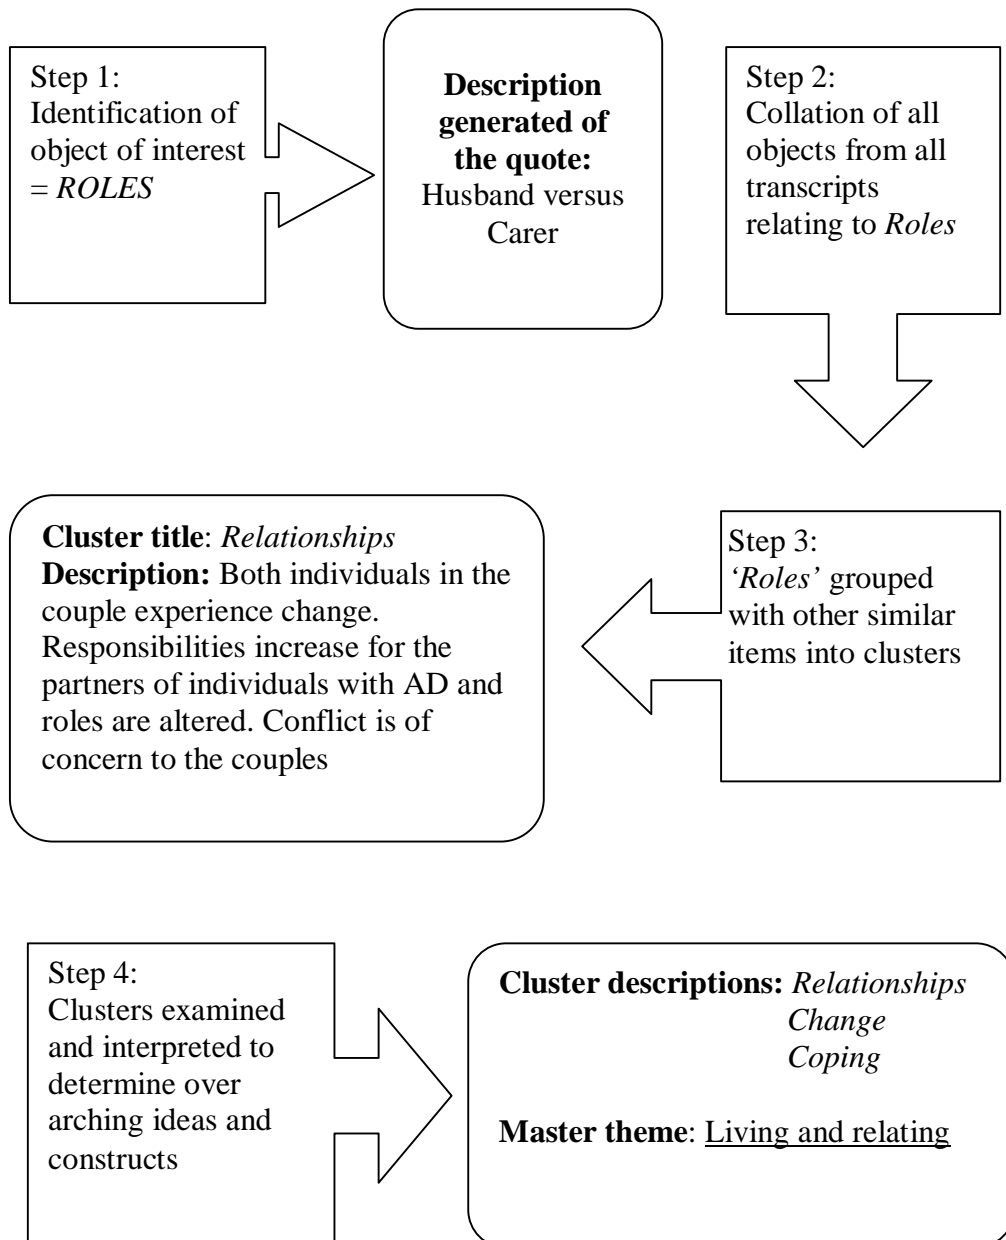 Step 1:
Identification of
object of interest
= ROLES
Description
generated of
the quote:
Husband versus
Carer
Step 2:
Collation of all
objects from all
transcripts
relating to Roles
Step 3:
‘Roles’ grouped
with other similar
items into clusters
Cluster title: Relationships
Description: Both individuals in the
couple experience change.
Responsibilities increase for the
partners of individuals with AD and
roles are altered. Conflict is of
concern to the couples
Step 4:
Clusters examined
and interpreted to
determine over
arching ideas and
constructs
Cluster descriptions: Relationships
Change
Coping
Master theme: Living and relating